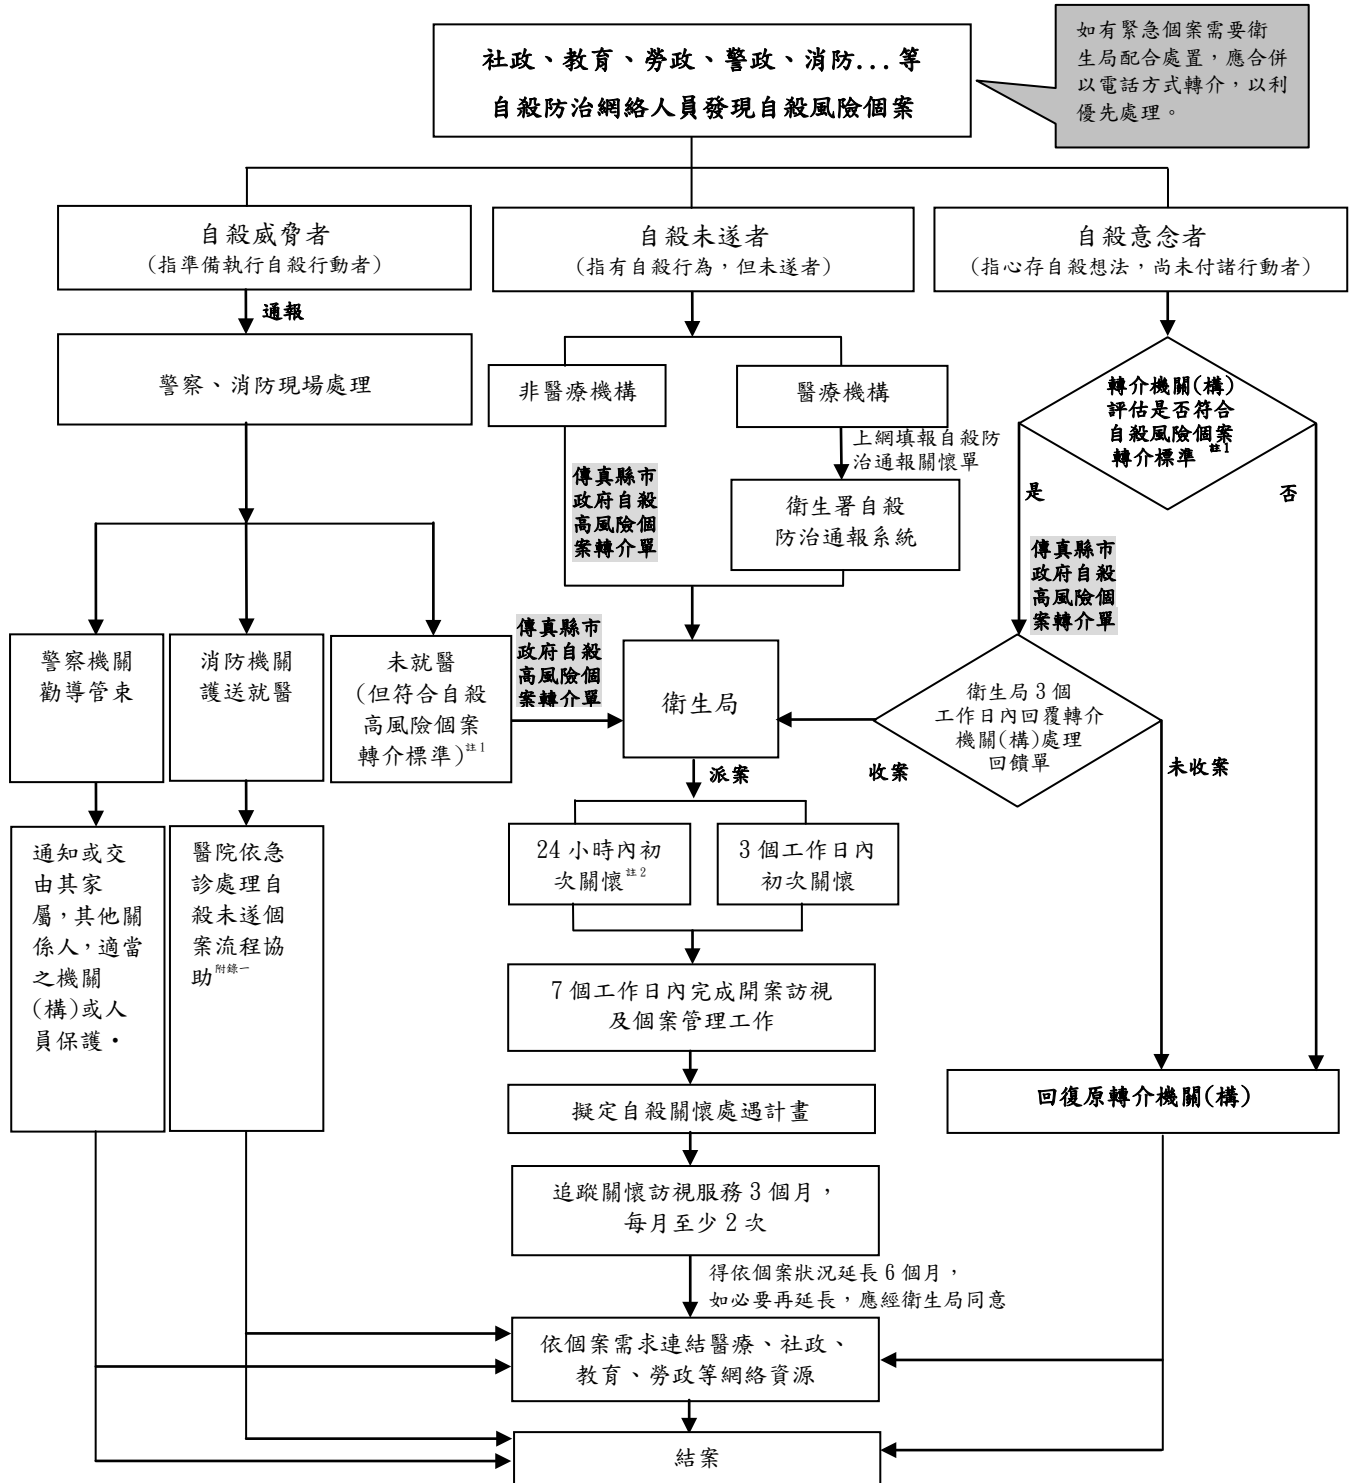 社政、教育、勞政、警政、消防...等
自殺防治網絡人員發現自殺風險個案
如有緊急個案需要衛
生局配合處置，應合併
以電話方式轉介，以利
優先處理。
自殺威脅者
(指準備執行自殺行動者)
自殺未遂者
(指有自殺行為，但未遂者)
自殺意念者
(指心存自殺想法，尚未付諸行動者)
通報
警察、消防現場處理
非醫療機構
醫療機構
轉介機關(構)
評估是否符合
自殺風險個案
轉介標準 註1
上網填報自殺防
治通報關懷單
傳真縣市
政府自殺
高風險個
案轉介單
衛生署自殺
防治通報系統
是
否
傳真縣市
政府自殺
高風險個
案轉介單
警察機關
勸導管束
消防機關
護送就醫
未就醫
(但符合自殺
高風險個案
轉介標準)註1
傳真縣市
政府自殺
高風險個
案轉介單
衛生局
衛生局 3 個
工作日內回覆轉介
機關(構)處理
回饋單
派案
收案
未收案
通知或交
由其家
屬，其他關
係人，適當
之機關
(構)或人
員保護‧
醫院依急
診處理自
殺未遂個
案流程協
助附錄一
24 小時內初
次關懷註2
3 個工作日內
初次關懷
7 個工作日內完成開案訪視
及個案管理工作
擬定自殺關懷處遇計畫
回復原轉介機關(構)
追蹤關懷訪視服務 3 個月，
每月至少 2 次
得依個案狀況延長 6 個月，
如必要再延長，應經衛生局同意
依個案需求連結醫療、社政、
教育、勞政等網絡資源
結案